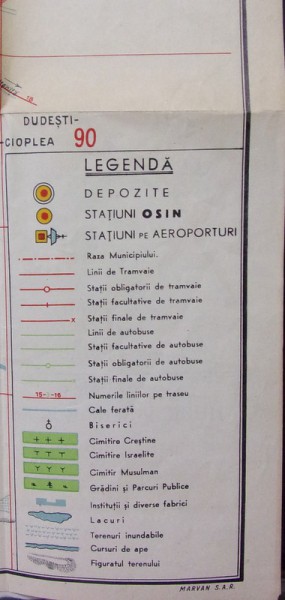 DUDEȘTI-
-CIOPLEA 90
LEGENDĂ
DEPOZITE
STAȚIUNI OSIN
STAȚIUNI PE AEROPORTURI
Raza Municipiului.
Linii de Tramvaie
Stații obligatorii de tramvaie
Stații facultative de tramvaie
Stații finale de tramvaie
Linii de autobuse
Stații facultative de autobuse
Stații obligatorii de autobuse
Stații finale de autobuse
Numerile liniilor pe traseu
Cale ferată
Biserici
Cimitire Creștine
Cimitire Israelite
Cimitir Musulman
Grădini și Parcuri Publice
Instituții și diverse fabrici
Lacuri
Terenuri inundabile
Cursuri de ape
Figuratul terenului
MARVAN S.A.R.